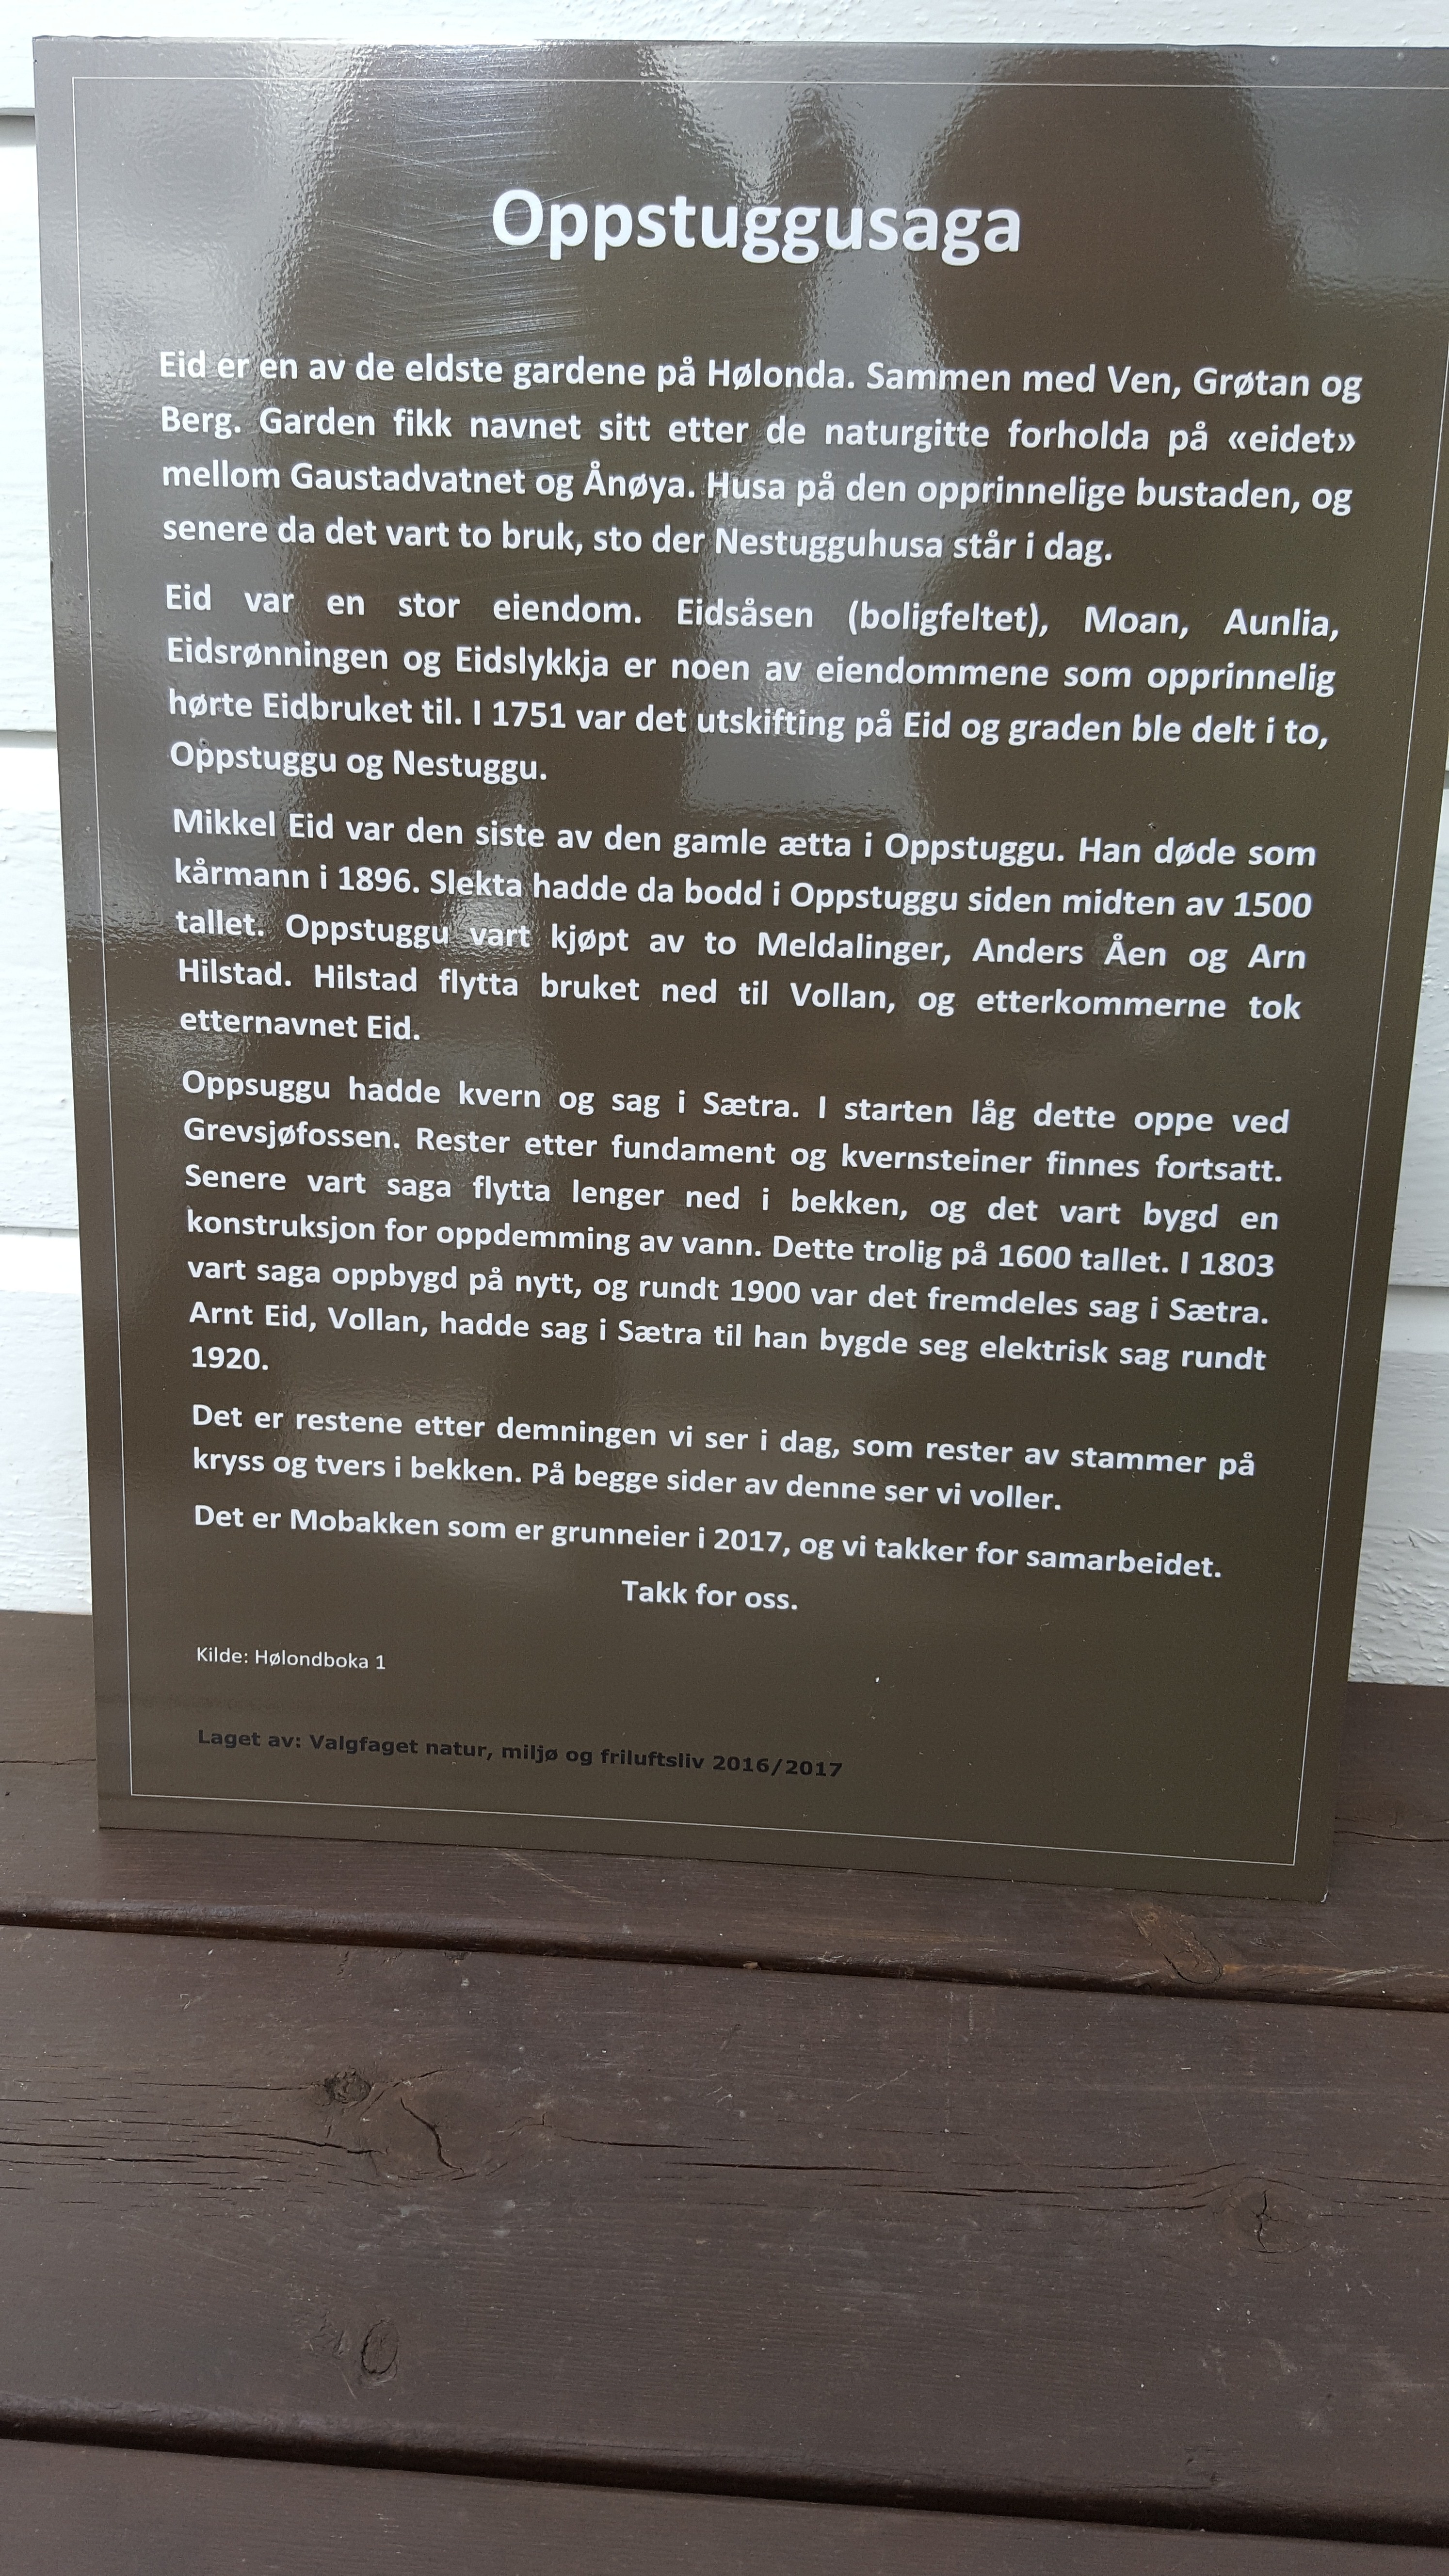 Oppstuggusaga
Eid er en av de eldste gardene på Hølonda. Sammen med Ven, Grøtan og
Berg. Garden fikk navnet sitt etter de naturgitte forholda på «eidet»
mellom Gaustadvatnet og Ånøya. Husa på den opprinnelige bustaden, og
senere da det vart to bruk, sto der Nestugguhusa står i dag.
Eid var en stor eiendom. Eidsåsen (boligfeltet), Moan, Aunlia,
Eidsrønningen og Eidslykkja er noen av eiendommene som opprinnelig
hørte Eidbruket til. I 1751 var det utskifting på Eid og graden ble delt i to,
Oppstuggu og Nestuggu.
Mikkel Eid var den siste av den gamle ætta i Oppstuggu. Han døde som
kårmann i 1896. Slekta hadde da bodd i Oppstuggu siden midten av 1500
tallet. Oppstuggu vart kjøpt av to Meldalinger, Anders Åen og Arn
Hilstad. Hilstad flytta bruket ned til Vollan, og etterkommerne tok
etternavnet Eid.
Oppsuggu hadde kvern og sag i Sætra. I starten låg dette oppe ved
Grevsjøfossen. Rester etter fundament og kvernsteiner finnes fortsatt.
Senere vart saga flytta lenger ned i bekken, og det vart bygd en
konstruksjon for oppdemming av vann. Dette trolig på 1600 tallet. I 1803
vart saga oppbygd på nytt, og rundt 1900 var det fremdeles sag i Sætra.
Arnt Eid, Vollan, hadde sag i Sætra til han bygde seg elektrisk sag rundt
1920.
Det er restene etter demningen vi ser i dag, som rester av stammer på
kryss og tvers i bekken. På begge sider av denne ser vi voller.
Det er Mobakken som er grunneier i 2017, og vi takker for samarbeidet.
Takk for oss.
Kilde: Hølondboka 1
Laget av: Valgfaget natur, miljø og friluftsliv 2016/2017